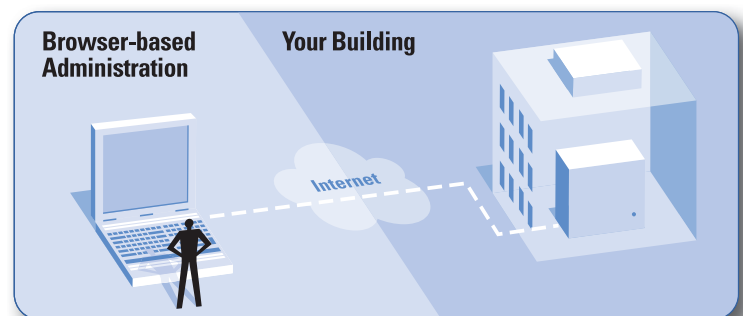 Browser-based
Administration
Your Building
Internet